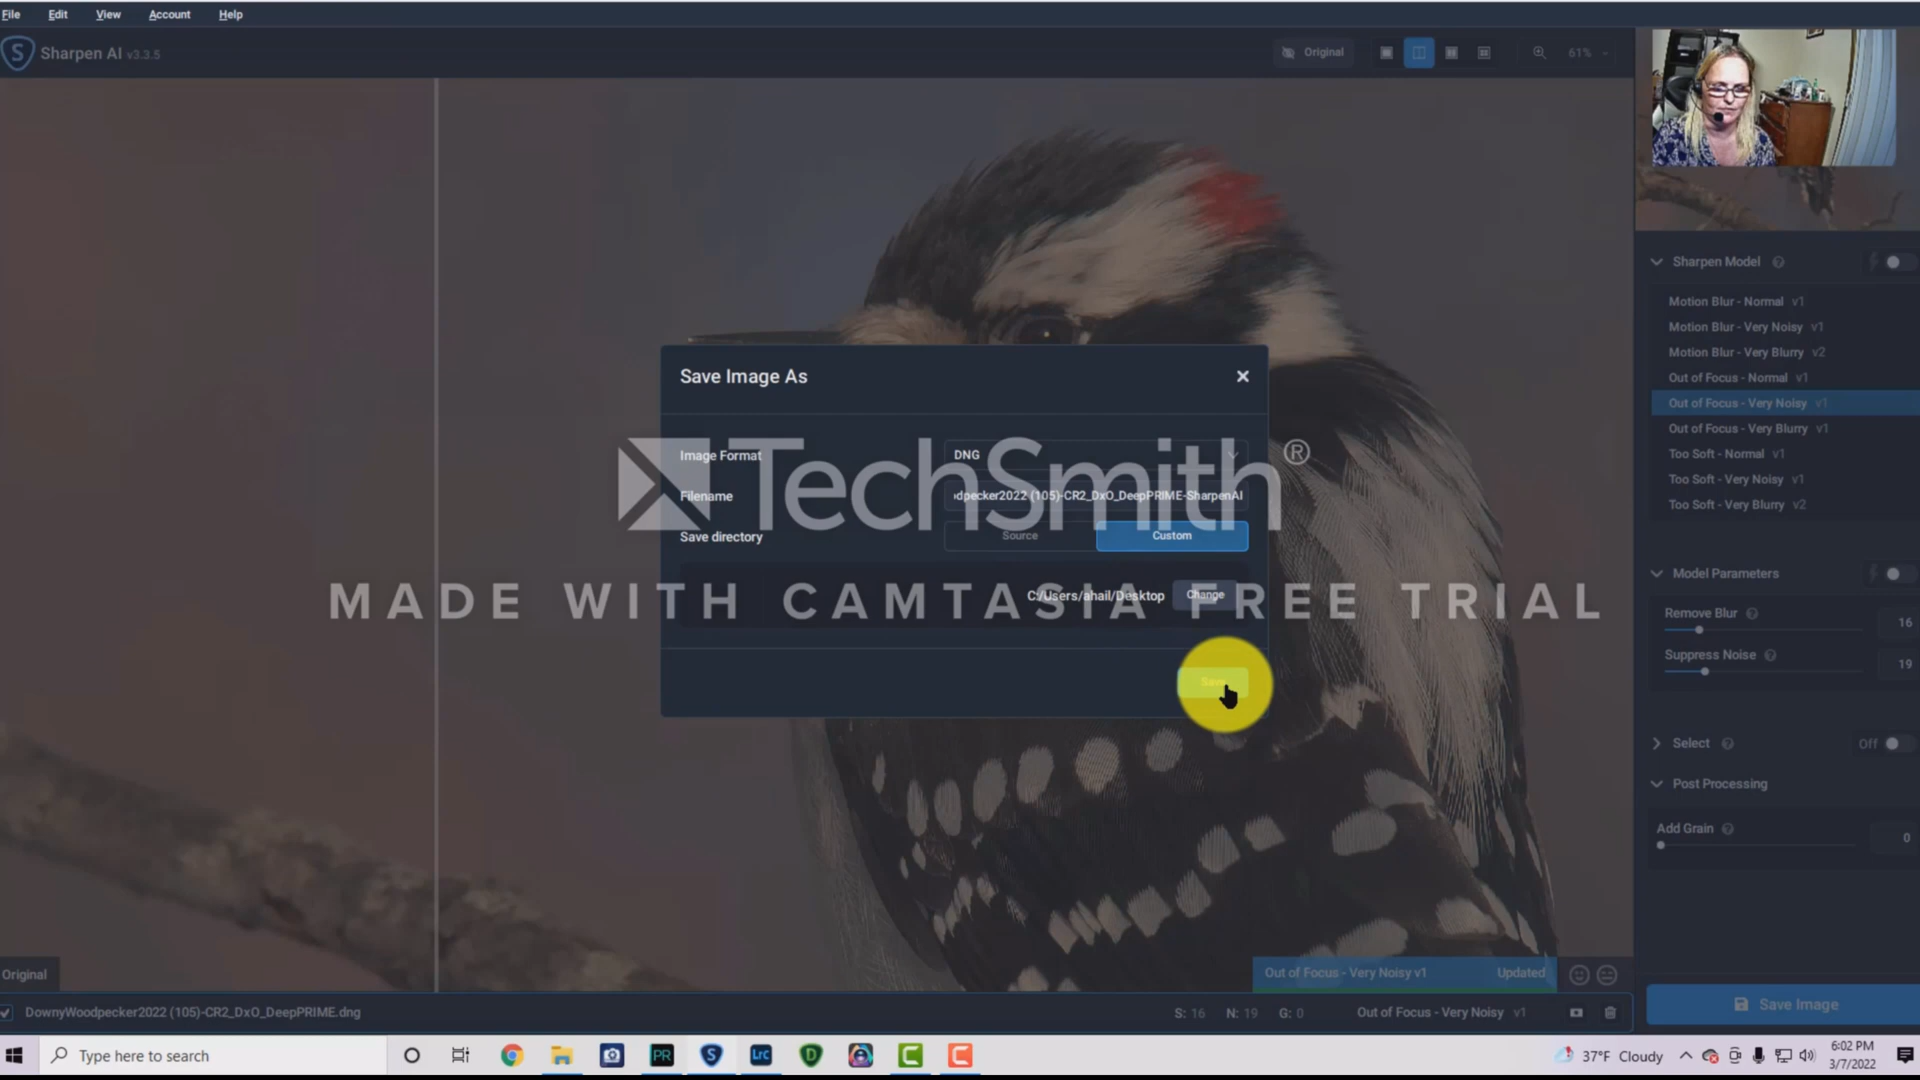 File Edit View Account Help
S Sharpen AI v3.3.5
Original 61%
Sharpen Model
Motion Blur - Normal v1
Motion Blur - Very Noisy v1
Motion Blur - Very Blurry v2
Out of Focus - Normal v1
Out of Focus - Very Noisy v1
Out of Focus - Very Blurry v1
Too Soft - Normal v1
Too Soft - Very Noisy v1
Too Soft - Very Blurry v2
Model Parameters
Remove Blur 16
Suppress Noise 19
Select Off
Post Processing
Add Grain 0
Save Image
Save Image As
Image Format DNG
Filename dpecker2022 (105)-CR2_DxO_DeepPRIME-SharpenAI
Save directory Source Custom
C:/Users/ahail/Desktop Change
Save
TechSmith®
MADE WITH CAMTASIA FREE TRIAL
Original
Out of Focus - Very Noisy v1 Updated
DownyWoodpecker2022 (105)-CR2_DxO_DeepPRIME.dng S: 16 N: 19 G: 0 Out of Focus - Very Noisy v1
Type here to search PR S Lrc D 37°F Cloudy 6:02 PM
3/7/2022